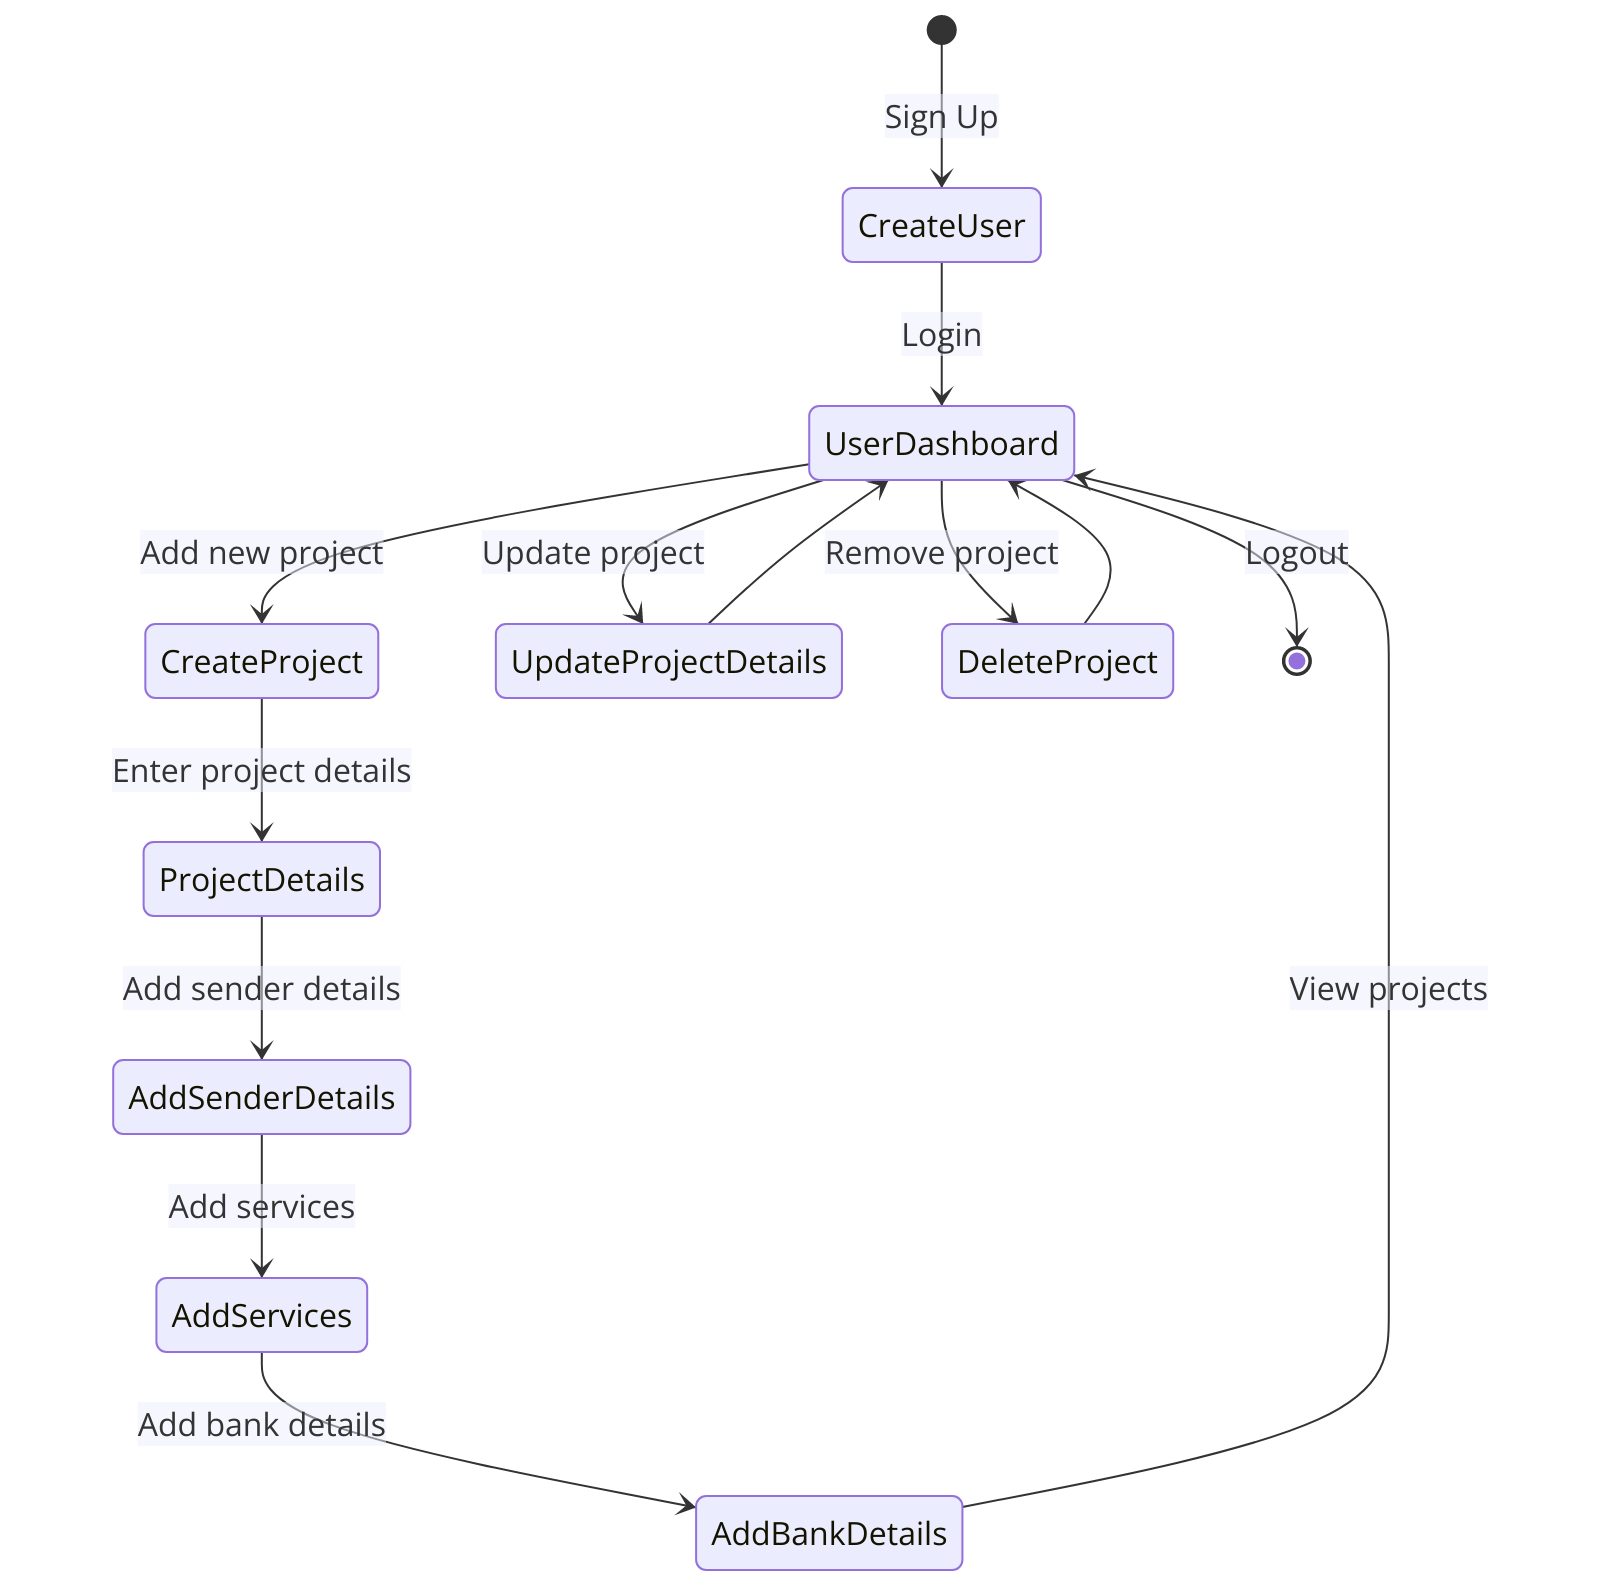 Sign Up
CreateUser
Login
UserDashboard
Add new project
Update project
Remove project
Logout
CreateProject
UpdateProjectDetails
DeleteProject
Enter project details
ProjectDetails
Add sender details
View projects
AddSenderDetails
Add services
AddServices
Add bank details
AddBankDetails